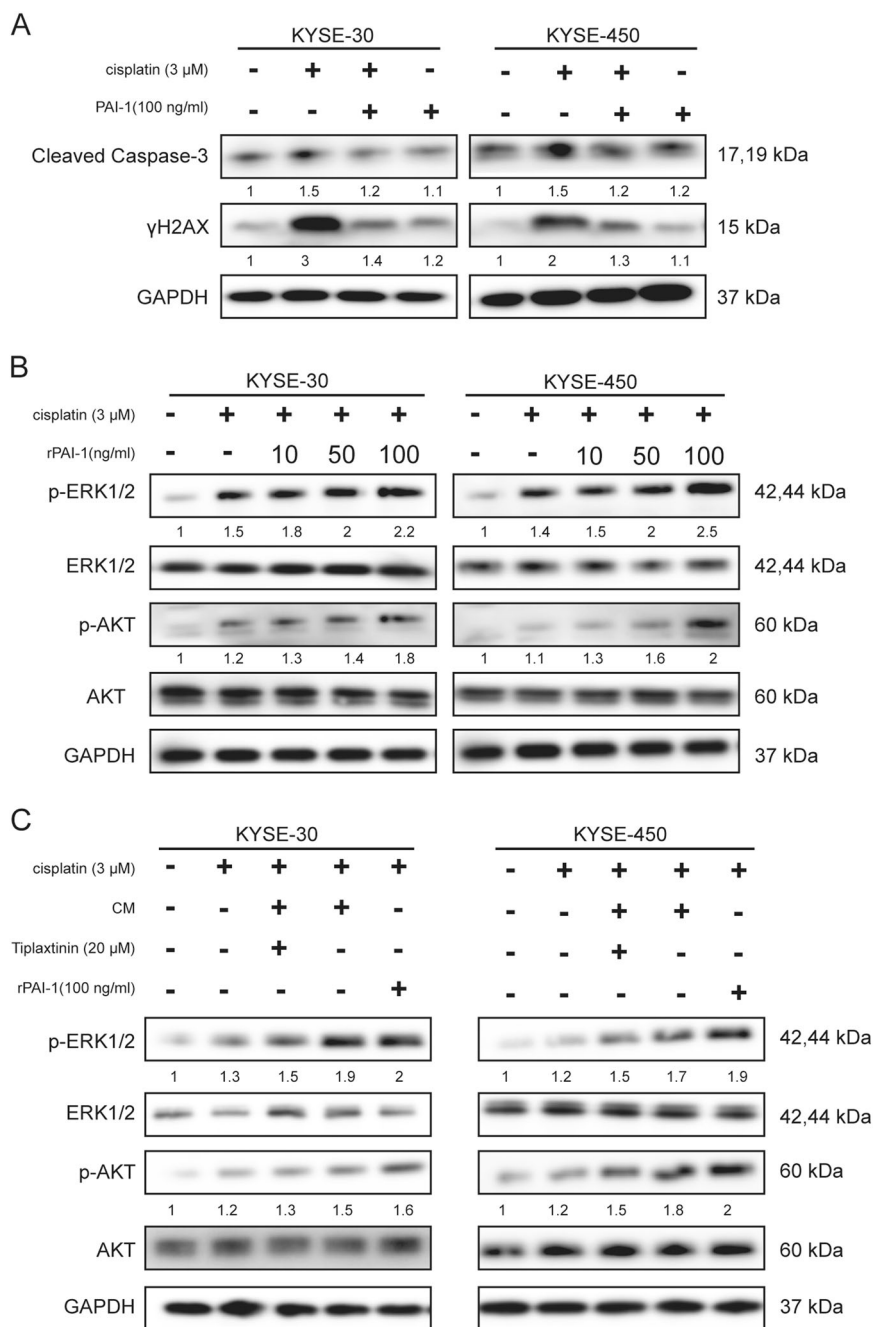 A
KYSE-30 KYSE-450
cisplatin (3 μM) - + + - - + + -
PAI-1(100 ng/ml) - - + + - - + +
Cleaved Caspase-3 17,19 kDa
1 1.5 1.2 1.1 1 1.5 1.2 1.2
γH2AX 15 kDa
1 3 1.4 1.2 1 2 1.3 1.1
GAPDH 37 kDa
B
KYSE-30 KYSE-450
cisplatin (3 μM) - + + + + - + + + +
rPAI-1(ng/ml) - - 10 50 100 - - 10 50 100
p-ERK1/2 42,44 kDa
1 1.5 1.8 2 2.2 1 1.4 1.5 2 2.5
ERK1/2 42,44 kDa
p-AKT 60 kDa
1 1.2 1.3 1.4 1.8 1 1.1 1.3 1.6 2
AKT 60 kDa
GAPDH 37 kDa
C
KYSE-30 KYSE-450
cisplatin (3 μM) - + + + + - + + + +
CM - - + + - - - + + -
Tiplaxtinin (20 μM) - - + - - - - + - -
rPAI-1(100 ng/ml) - - - - + - - - - +
p-ERK1/2 42,44 kDa
1 1.3 1.5 1.9 2 1 1.2 1.5 1.7 1.9
ERK1/2 42,44 kDa
p-AKT 60 kDa
1 1.2 1.3 1.5 1.6 1 1.2 1.5 1.8 2
AKT 60 kDa
GAPDH 37 kDa